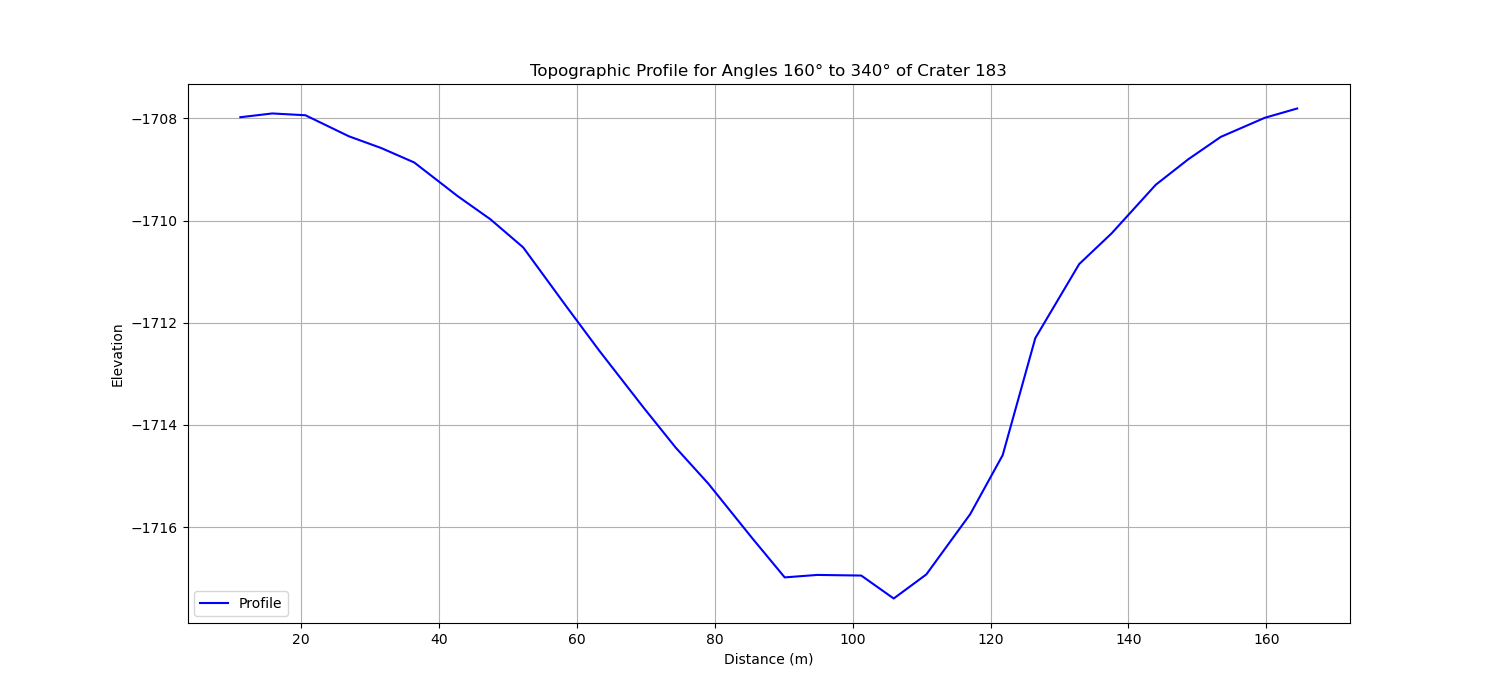 Topographic Profile for Angles 160° to 340° of Crater 183
−1708
−1710
−1712
−1714
−1716
Elevation
Profile
20 40 60 80 100 120 140 160
Distance (m)